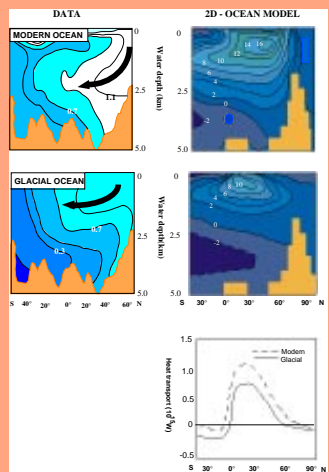 DATA
2D - OCEAN MODEL
MODERN OCEAN
0
Water depth (km)
0.7
1.1
5.0
0
2.5
5.0
10 12 14 16
8
6
4
2
0
-2
GLACIAL OCEAN
0
Water depth(km)
0.7
0.3
5.0
0
2.5
5.0
8 10
6
4
2
0
-2
S 40° 20° 0° 20° 40° 60° N
S 30° 0° 30° 60° 90° N
Heat transport (10¹⁵W)
1.5
1.0
0.5
0
-0.5
Modern
Glacial
S 30° 0° 30° 60° 90° N